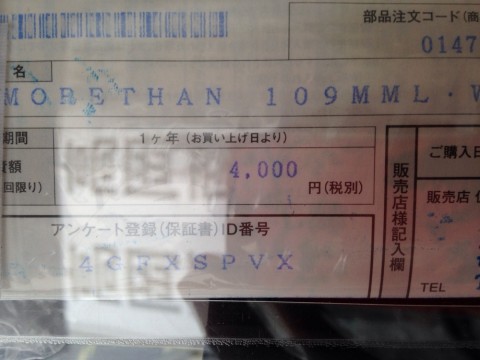 部品注文コード(商
0147
名
MORETHAN 109MML・W
期間
1ヶ年(お買い上げ日より)
額
4,000
回限り)
円(税別)
アンケート登録(保証書)ID番号
4GFXSPVX
販売店様記入欄
ご購入日
販売店
TEL